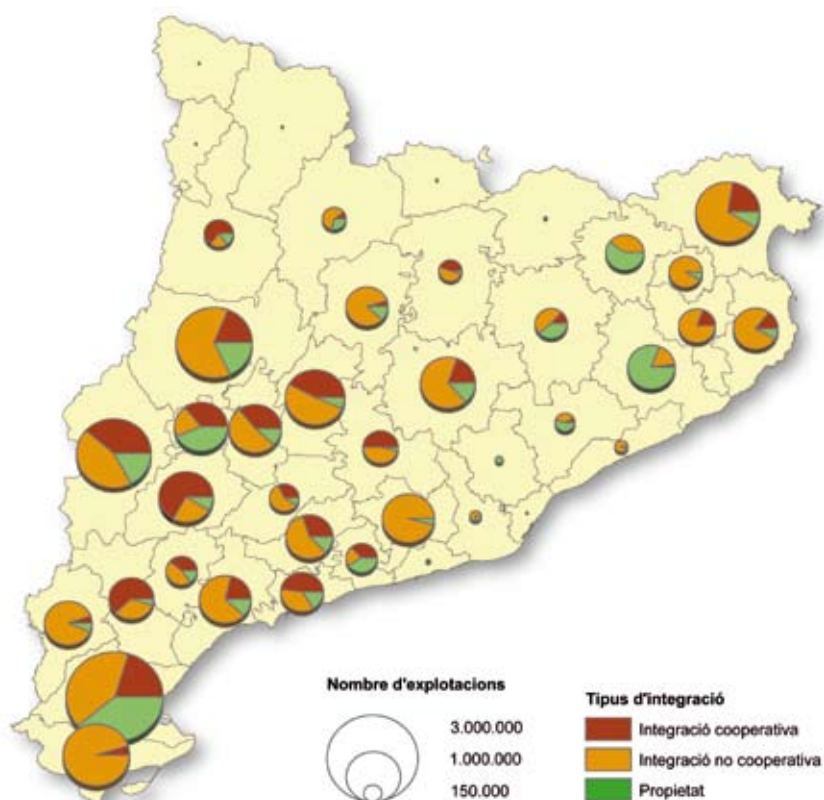 Nombre d'explotacions
3.000.000
1.000.000
150.000
Tipus d'integració
Integració cooperativa
Integració no cooperativa
Propietat